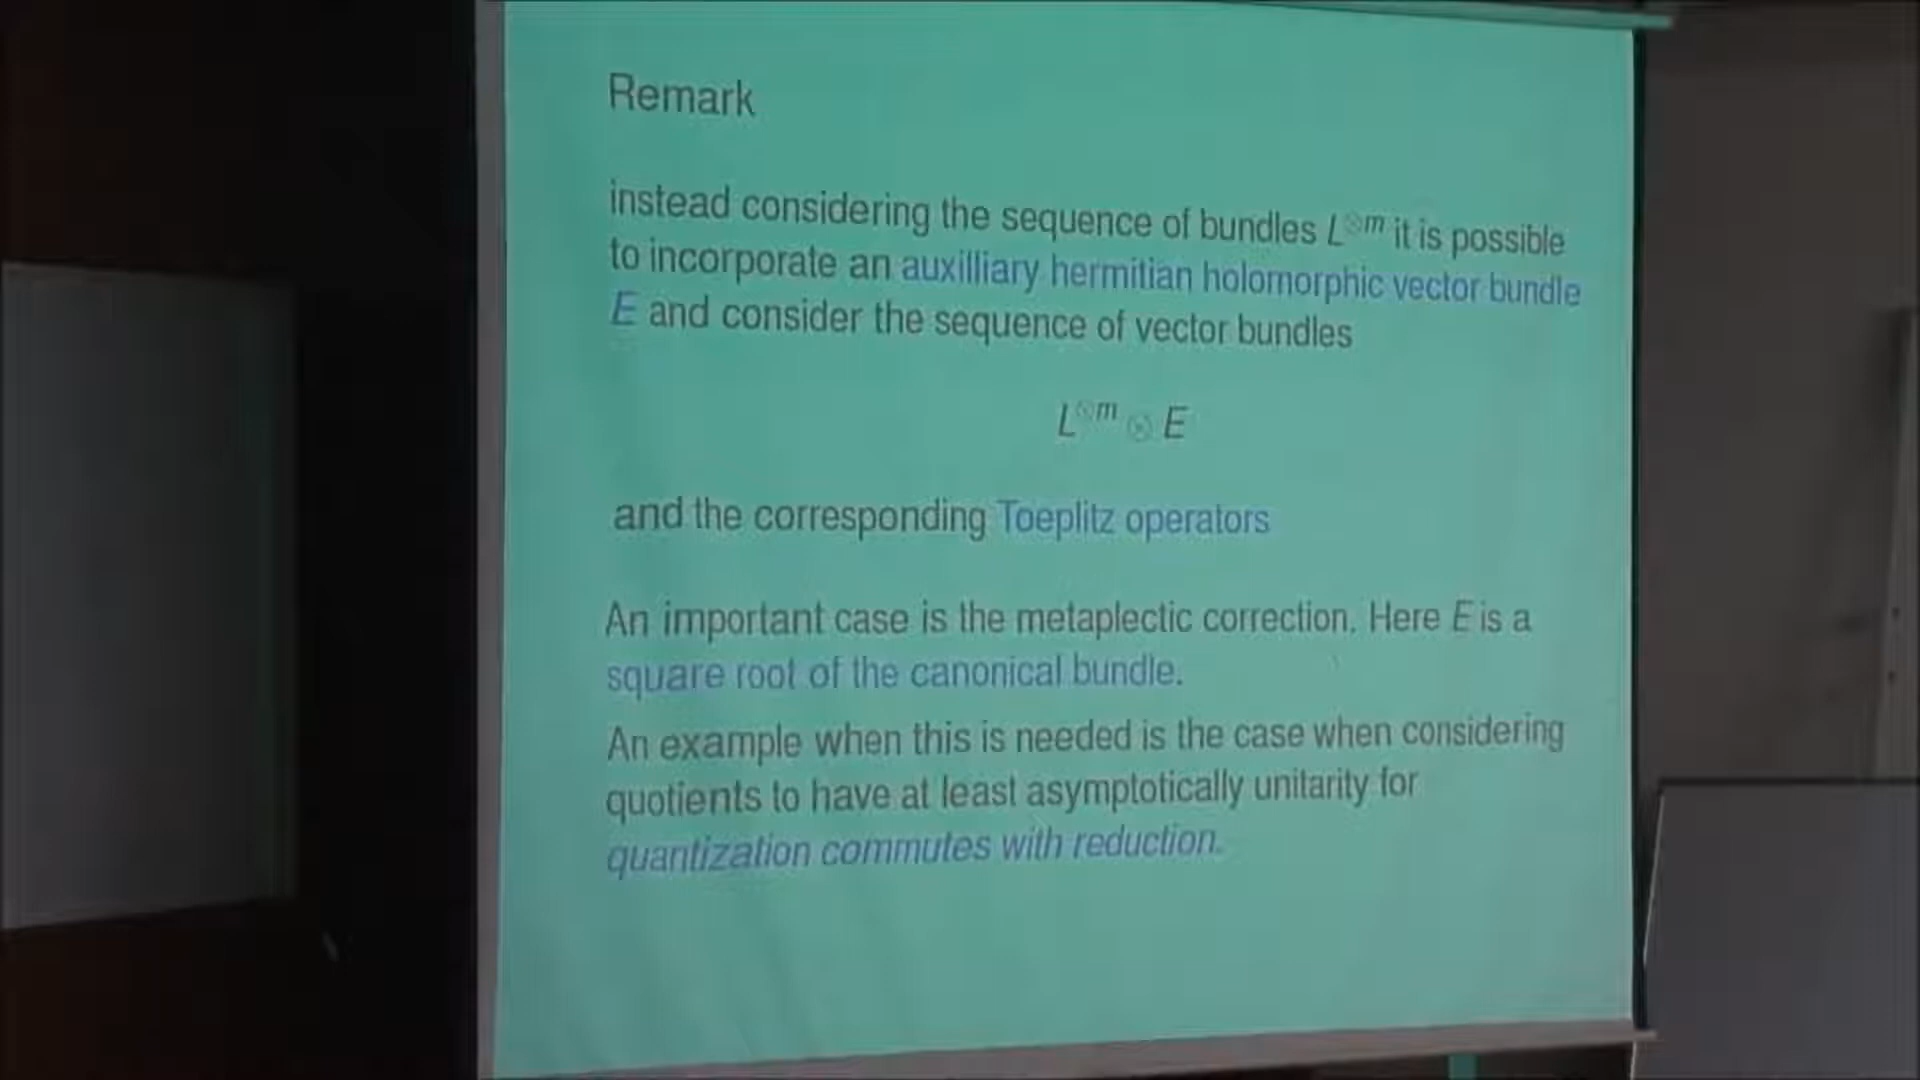 Remark
instead considering the sequence of bundles L⊗m it is possible
to incorporate an auxilliary hermitian holomorphic vector bundle
E and consider the sequence of vector bundles
L⊗m ⊗ E
and the corresponding Toeplitz operators
An important case is the metaplectic correction. Here E is a
square root of the canonical bundle.
An example when this is needed is the case when considering
quotients to have at least asymptotically unitarity for
quantization commutes with reduction.